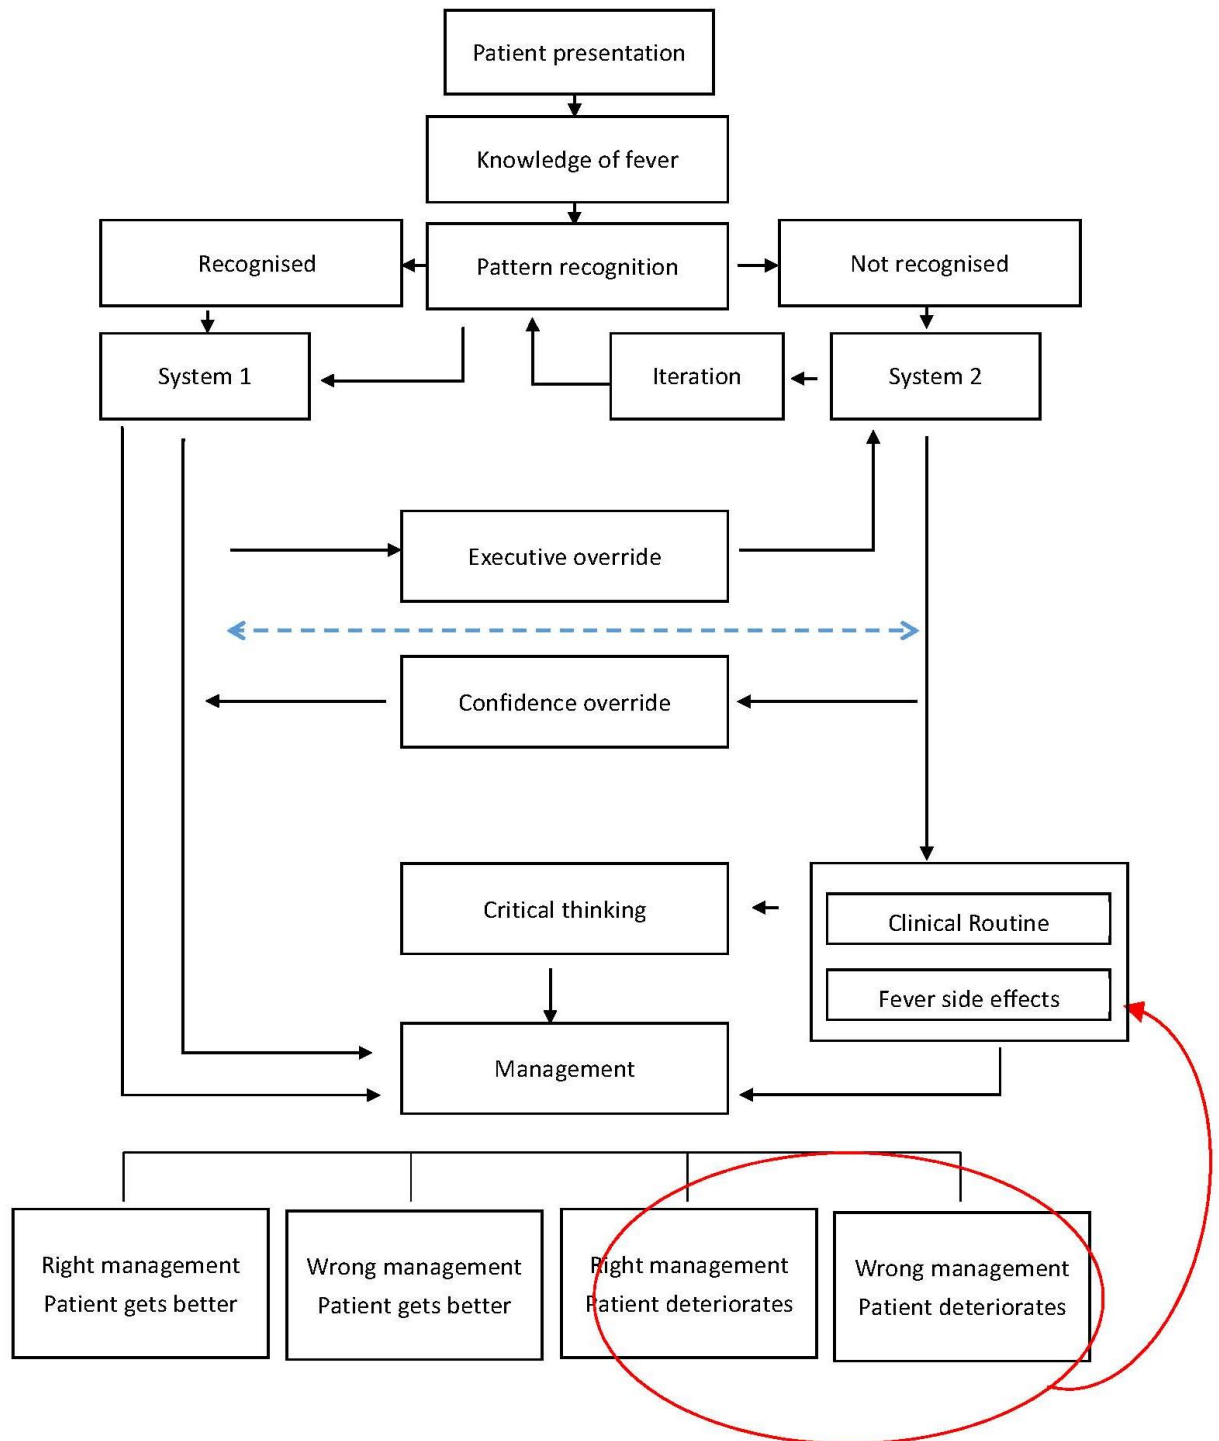 Patient presentation
Knowledge of fever
Recognised
Pattern recognition
Not recognised
System 1
Iteration
System 2
Executive override
Confidence override
Critical thinking
Clinical Routine
Fever side effects
Management
Right management
Patient gets better
Wrong management
Patient gets better
Right management
Patient deteriorates
Wrong management
Patient deteriorates